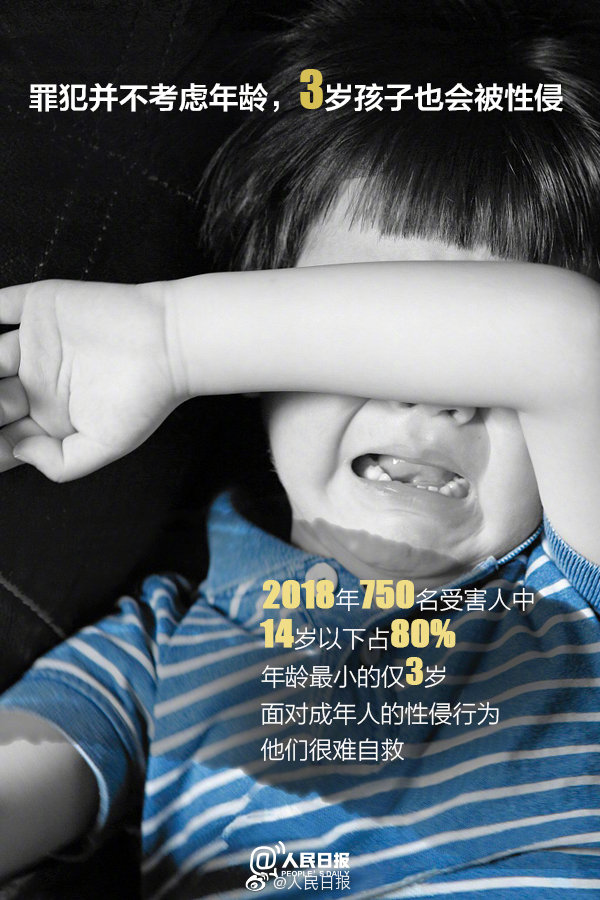 罪犯并不考虑年龄，3岁孩子也会被性侵
2018年750名受害人中
14岁以下占80%
年龄最小的仅3岁
面对成年人的性侵行为
他们很难自救
@人民日报
PEOPLE'S DAILY
@人民日报